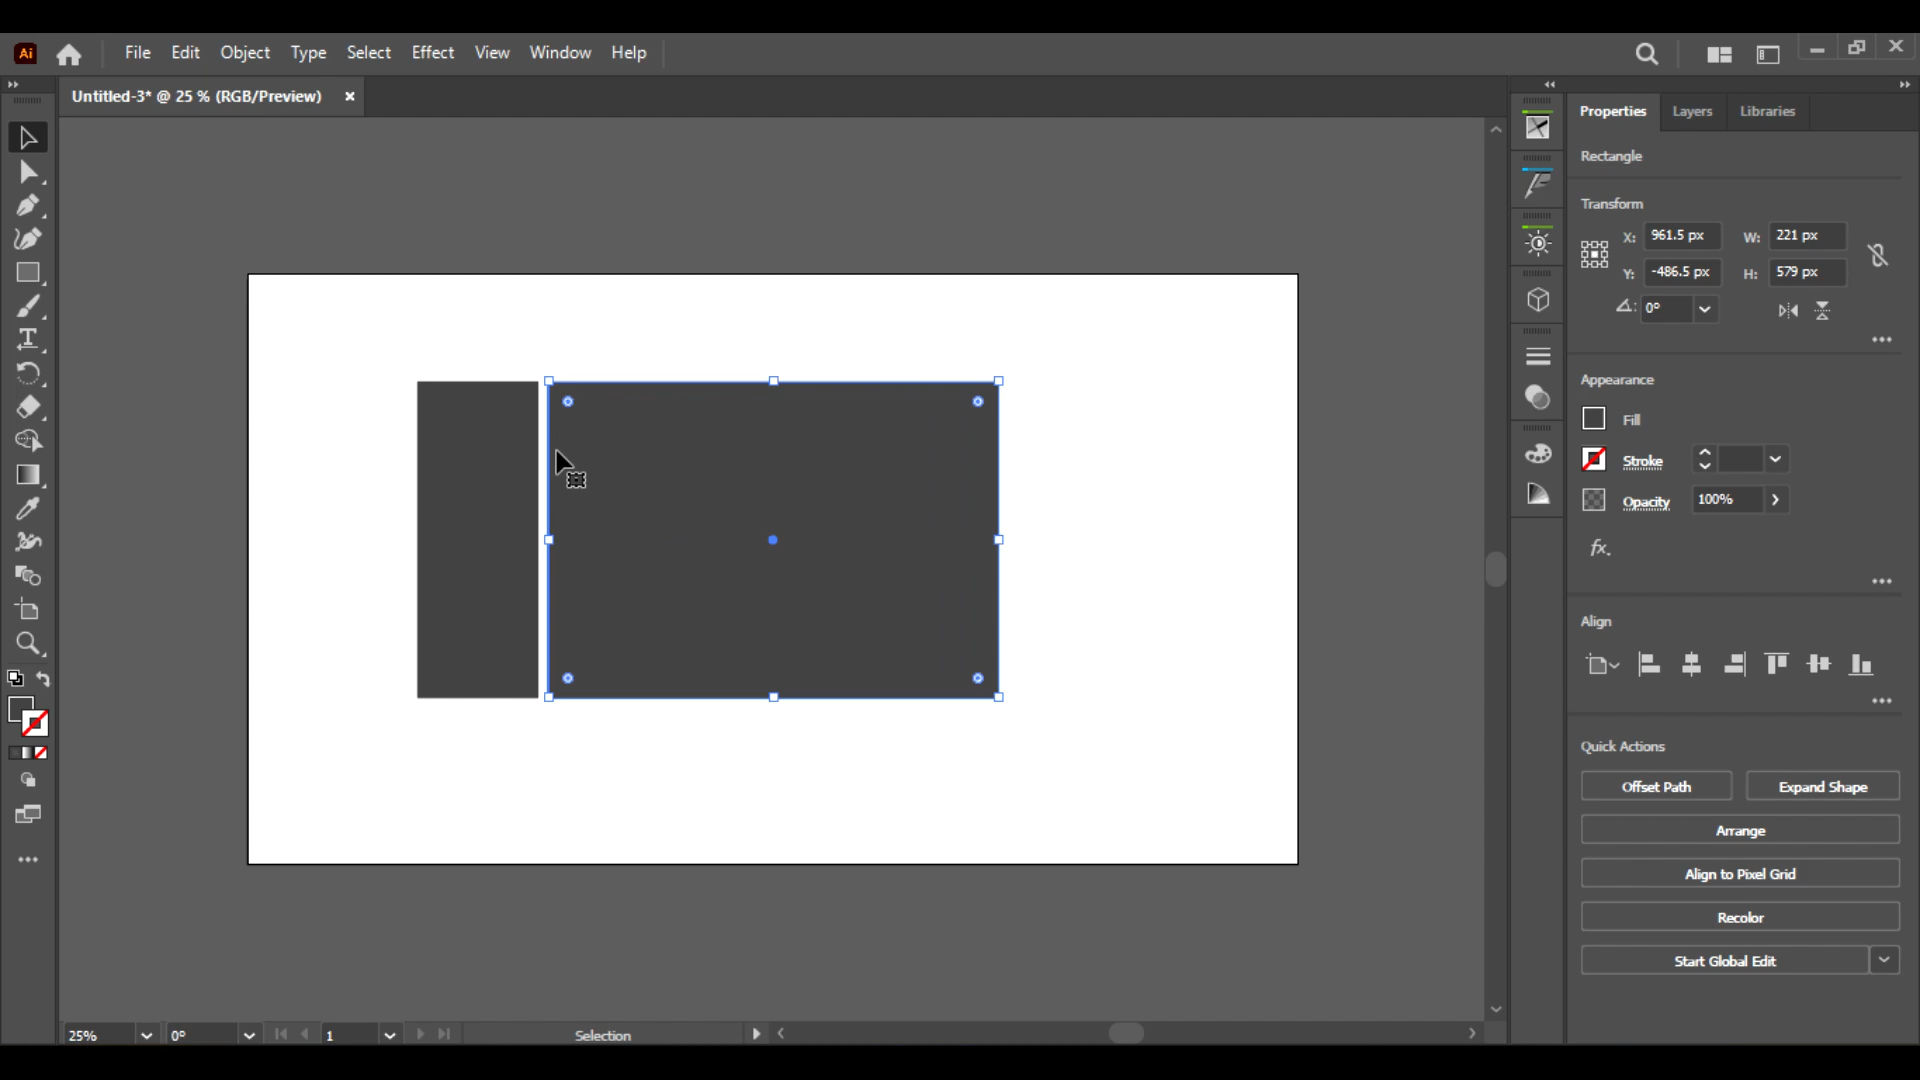 Ai File Edit Object Type Select Effect View Window Help
Untitled-3* @ 25 % (RGB/Preview)
Properties Layers Libraries
Rectangle
Transform
X: 961.5 px W: 221 px
Y: -486.5 px H: 579 px
0°
Appearance
Fill
Stroke
Opacity 100%
fx.
Align
Quick Actions
Offset Path Expand Shape
Arrange
Align to Pixel Grid
Recolor
Start Global Edit
25% 0° 1 Selection